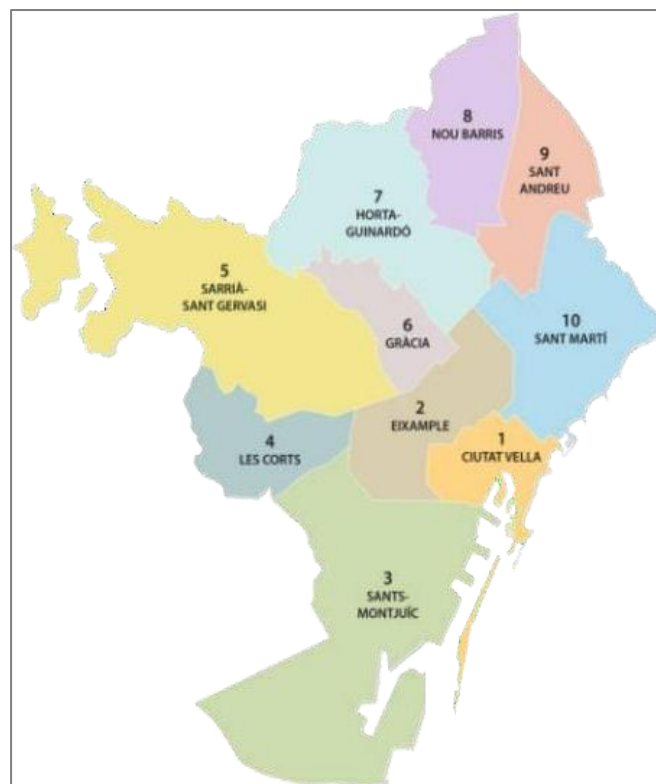 8
NOU BARRIS
9
SANT
ANDREU
7
HORTA-
GUINARDÓ
5
SARRIÀ-
SANT GERVASI
6
GRÀCIA
10
SANT MARTÍ
2
EIXAMPLE
1
CIUTAT VELLA
4
LES CORTS
3
SANTS-
MONTJUÏC